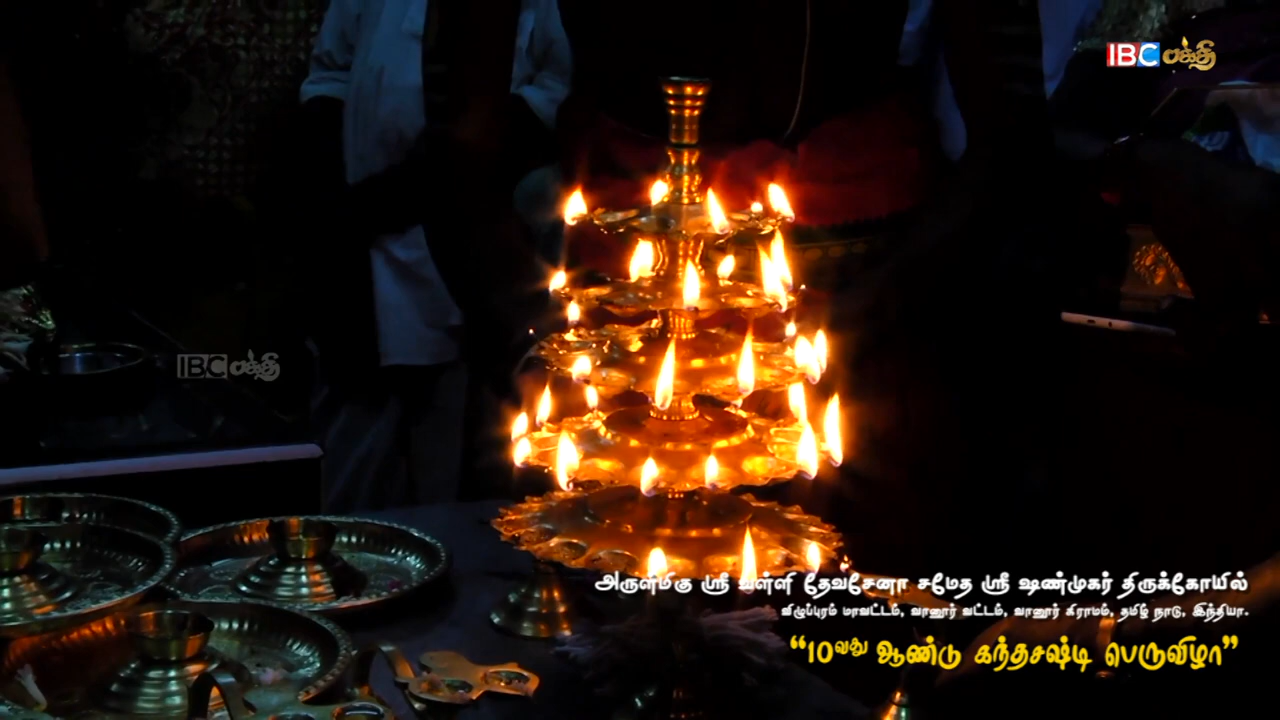 IBC பக்தி
IBC பக்தி
அருள்மிகு ஸ்ரீ வள்ளி தேவசேனா சமேத ஸ்ரீ ஷண்முகர் திருக்கோயில்
விழுப்புரம் மாவட்டம், வானூர் வட்டம், வானூர் கிராமம், தமிழ் நாடு, இந்தியா.
“10வது ஆண்டு கந்தசஷ்டி பெருவிழா”